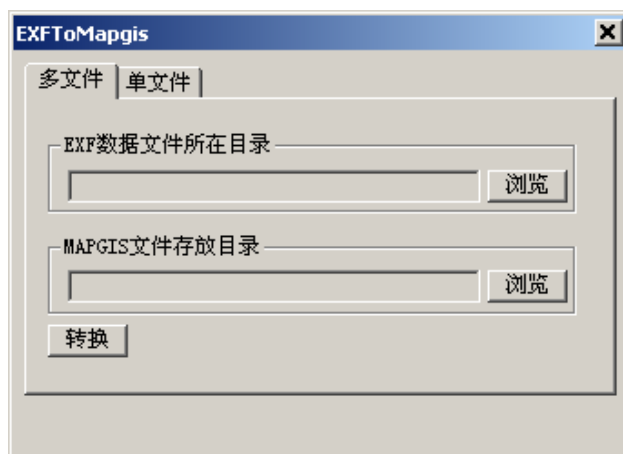 EXFToMapgis
多文件 单文件
EXF数据文件所在目录
浏览
MAPGIS文件存放目录
浏览
转换